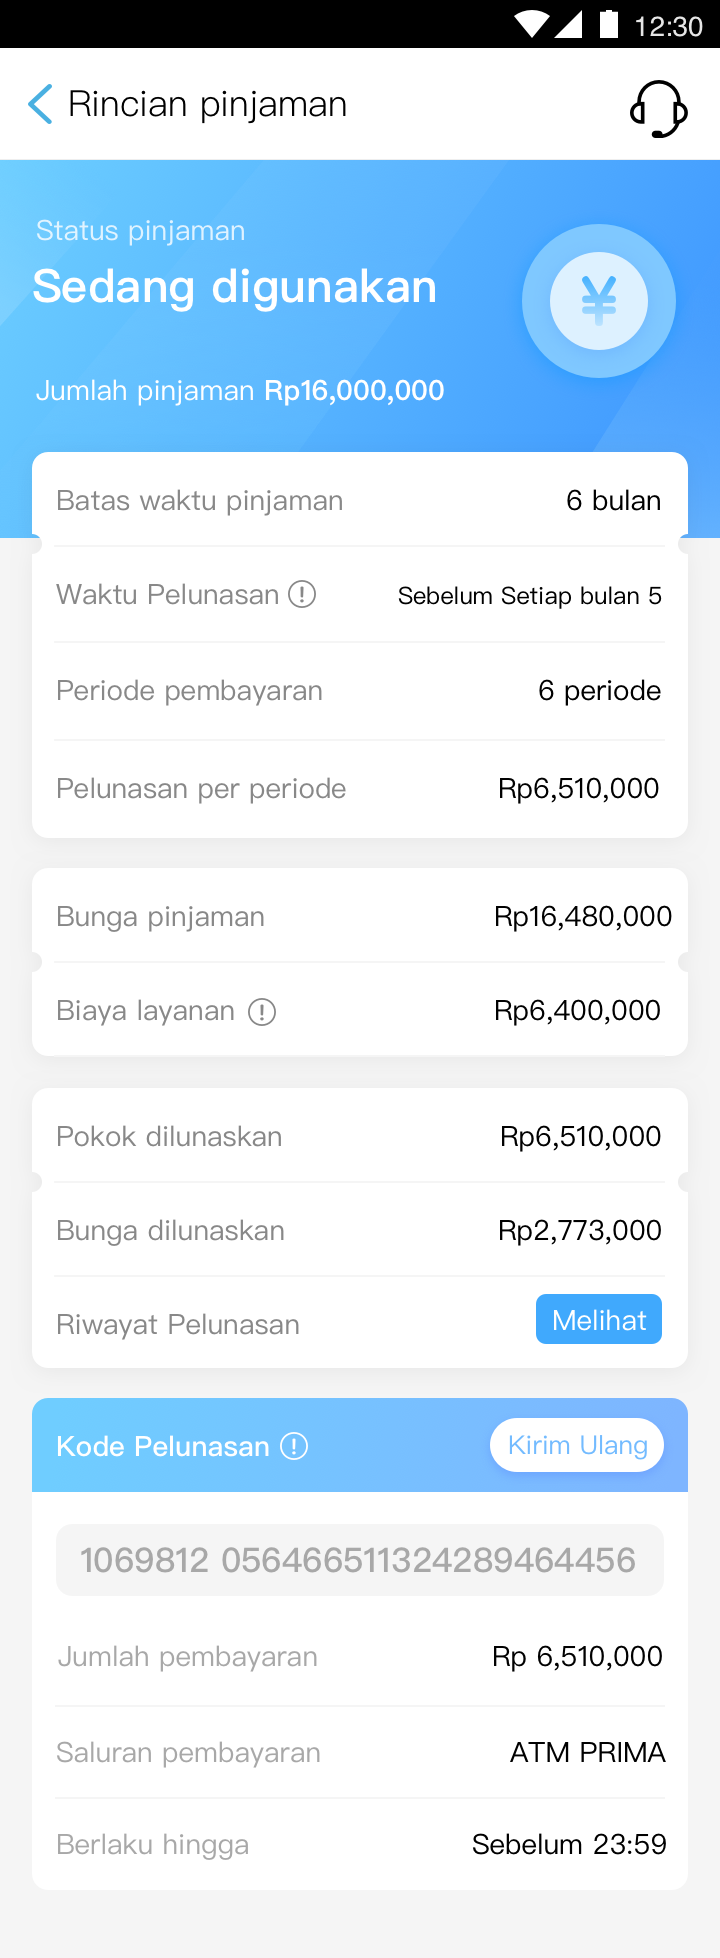 12:30
Rincian pinjaman
Status pinjaman
Sedang digunakan
¥
Jumlah pinjaman Rp16,000,000
Batas waktu pinjaman 6 bulan
Waktu Pelunasan Sebelum Setiap bulan 5
Periode pembayaran 6 periode
Pelunasan per periode Rp6,510,000
Bunga pinjaman Rp16,480,000
Biaya layanan Rp6,400,000
Pokok dilunaskan Rp6,510,000
Bunga dilunaskan Rp2,773,000
Riwayat Pelunasan Melihat
Kode Pelunasan Kirim Ulang
1069812 056466511324289464456
Jumlah pembayaran Rp 6,510,000
Saluran pembayaran ATM PRIMA
Berlaku hingga Sebelum 23:59